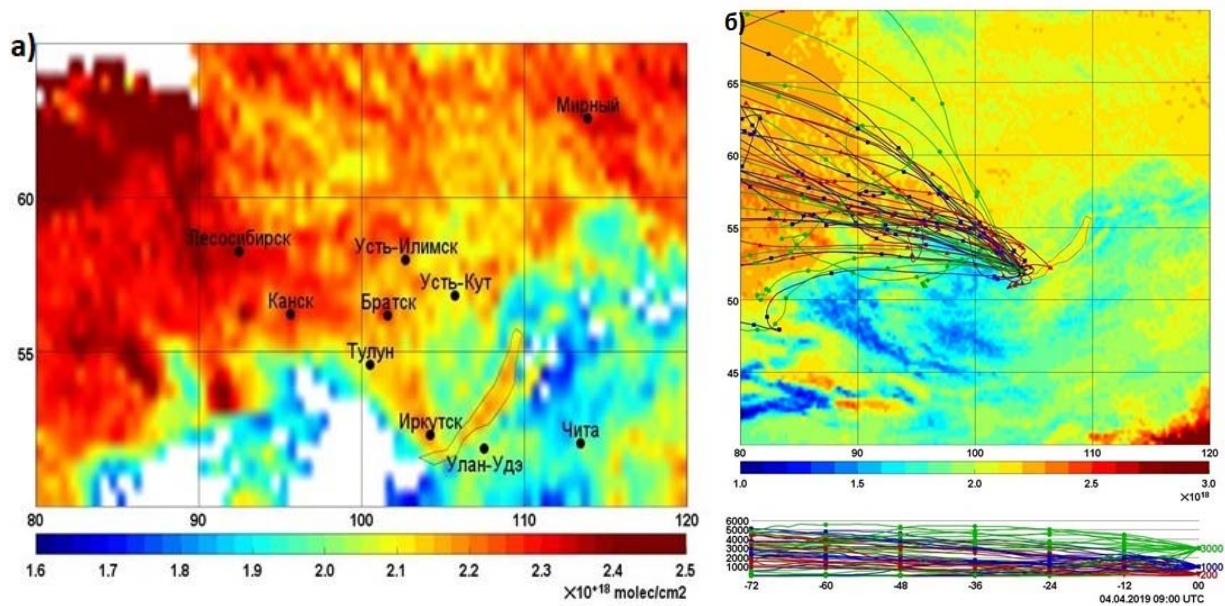 а)
Мирный
60
Лесосибирск
Усть-Илимск
Усть-Кут
Канск
Братск
55
Тулун
Иркутск
Чита
Улан-Удэ
80 90 100 110 120
1.6 1.7 1.8 1.9 2.0 2.1 2.2 2.3 2.4 2.5
×10*18 molec/cm2
б)
65
60
55
50
45
80 90 100 110 120
1.0 1.5 2.0 2.5 3.0
×10¹⁸
6000
5000
4000
3000 3000
2000
1000 1000
200
-72 -60 -48 -36 -24 -12 00
04.04.2019 09:00 UTC